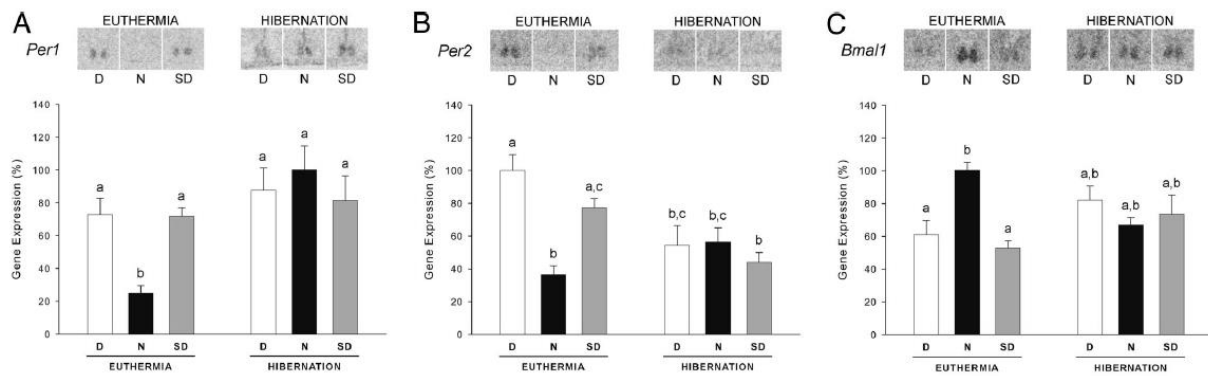 A
EUTHERMIA HIBERNATION
Per1
D N SD D N SD
140
120
100
80
60
40
20
0
Gene Expression (%)
a b a a a a
D N SD D N SD
EUTHERMIA HIBERNATION
B
EUTHERMIA HIBERNATION
Per2
D N SD D N SD
140
120
100
80
60
40
20
0
Gene Expression (%)
a b a,c b,c b,c b
D N SD D N SD
EUTHERMIA HIBERNATION
C
EUTHERMIA HIBERNATION
Bmal1
D N SD D N SD
140
120
100
80
60
40
20
0
Gene Expression (%)
a b a a,b a,b a,b
D N SD D N SD
EUTHERMIA HIBERNATION